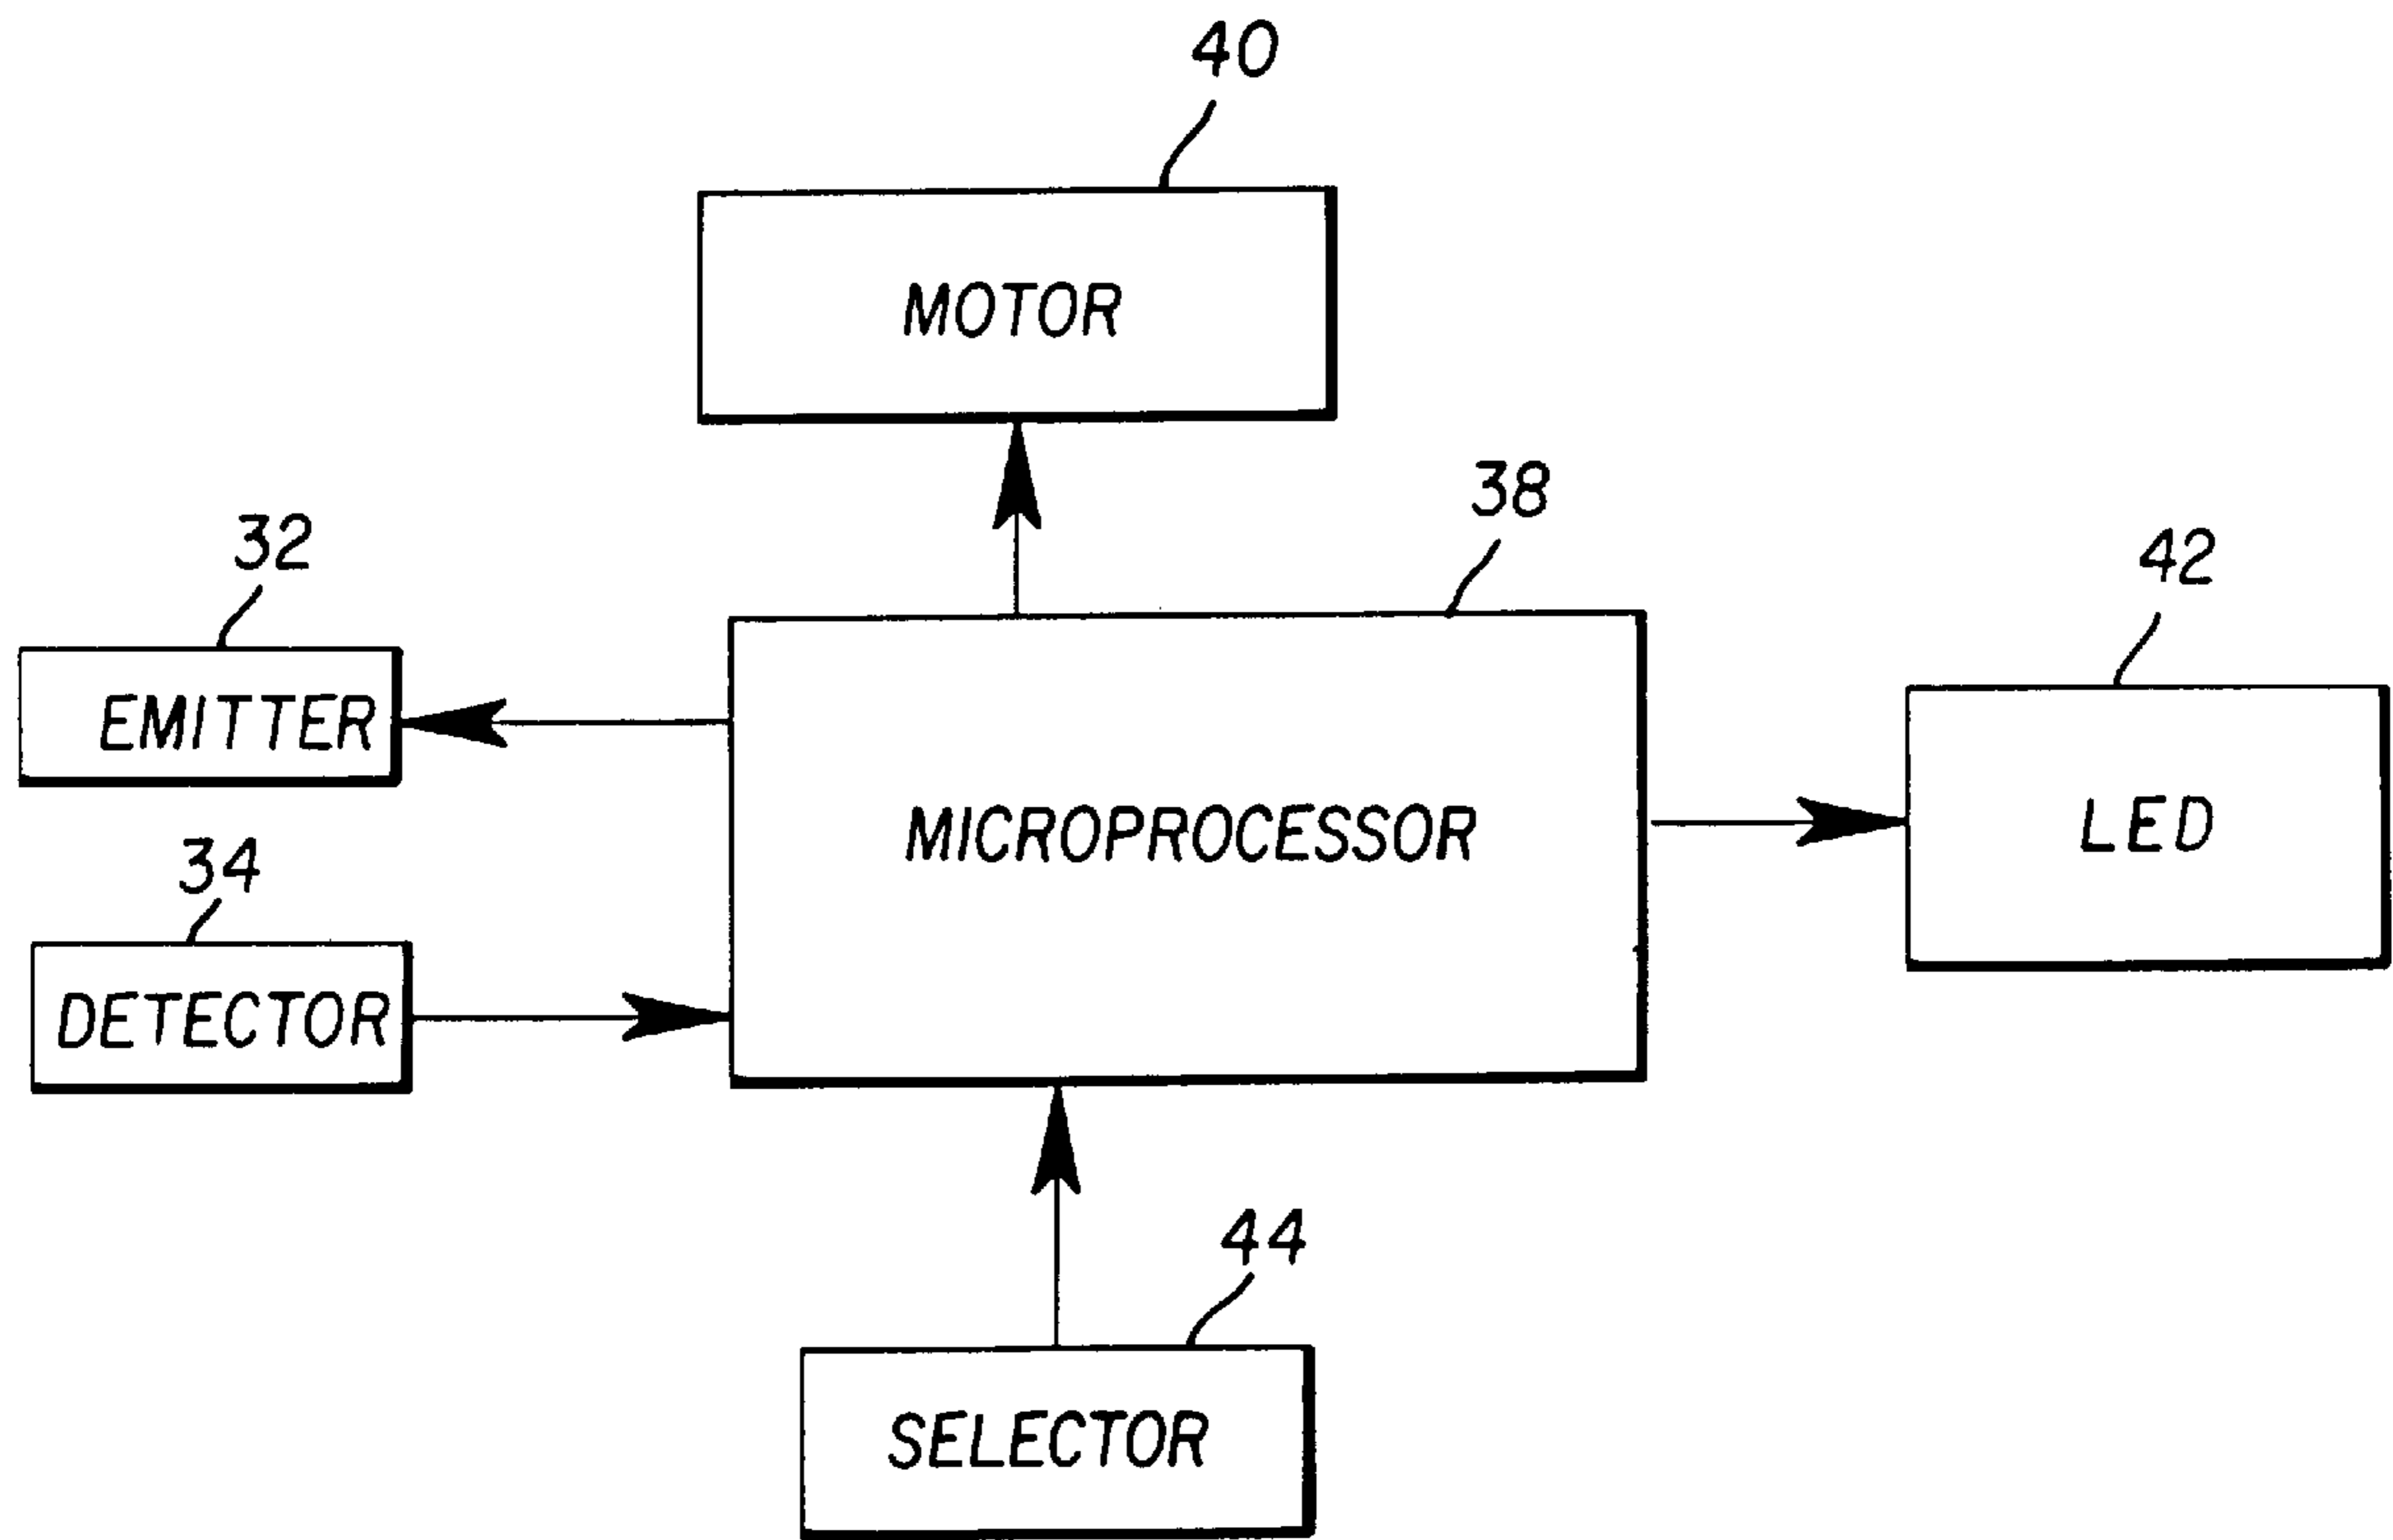 40
MOTOR
38
32
42
EMITTER
MICROPROCESSOR
LED
34
DETECTOR
44
SELECTOR